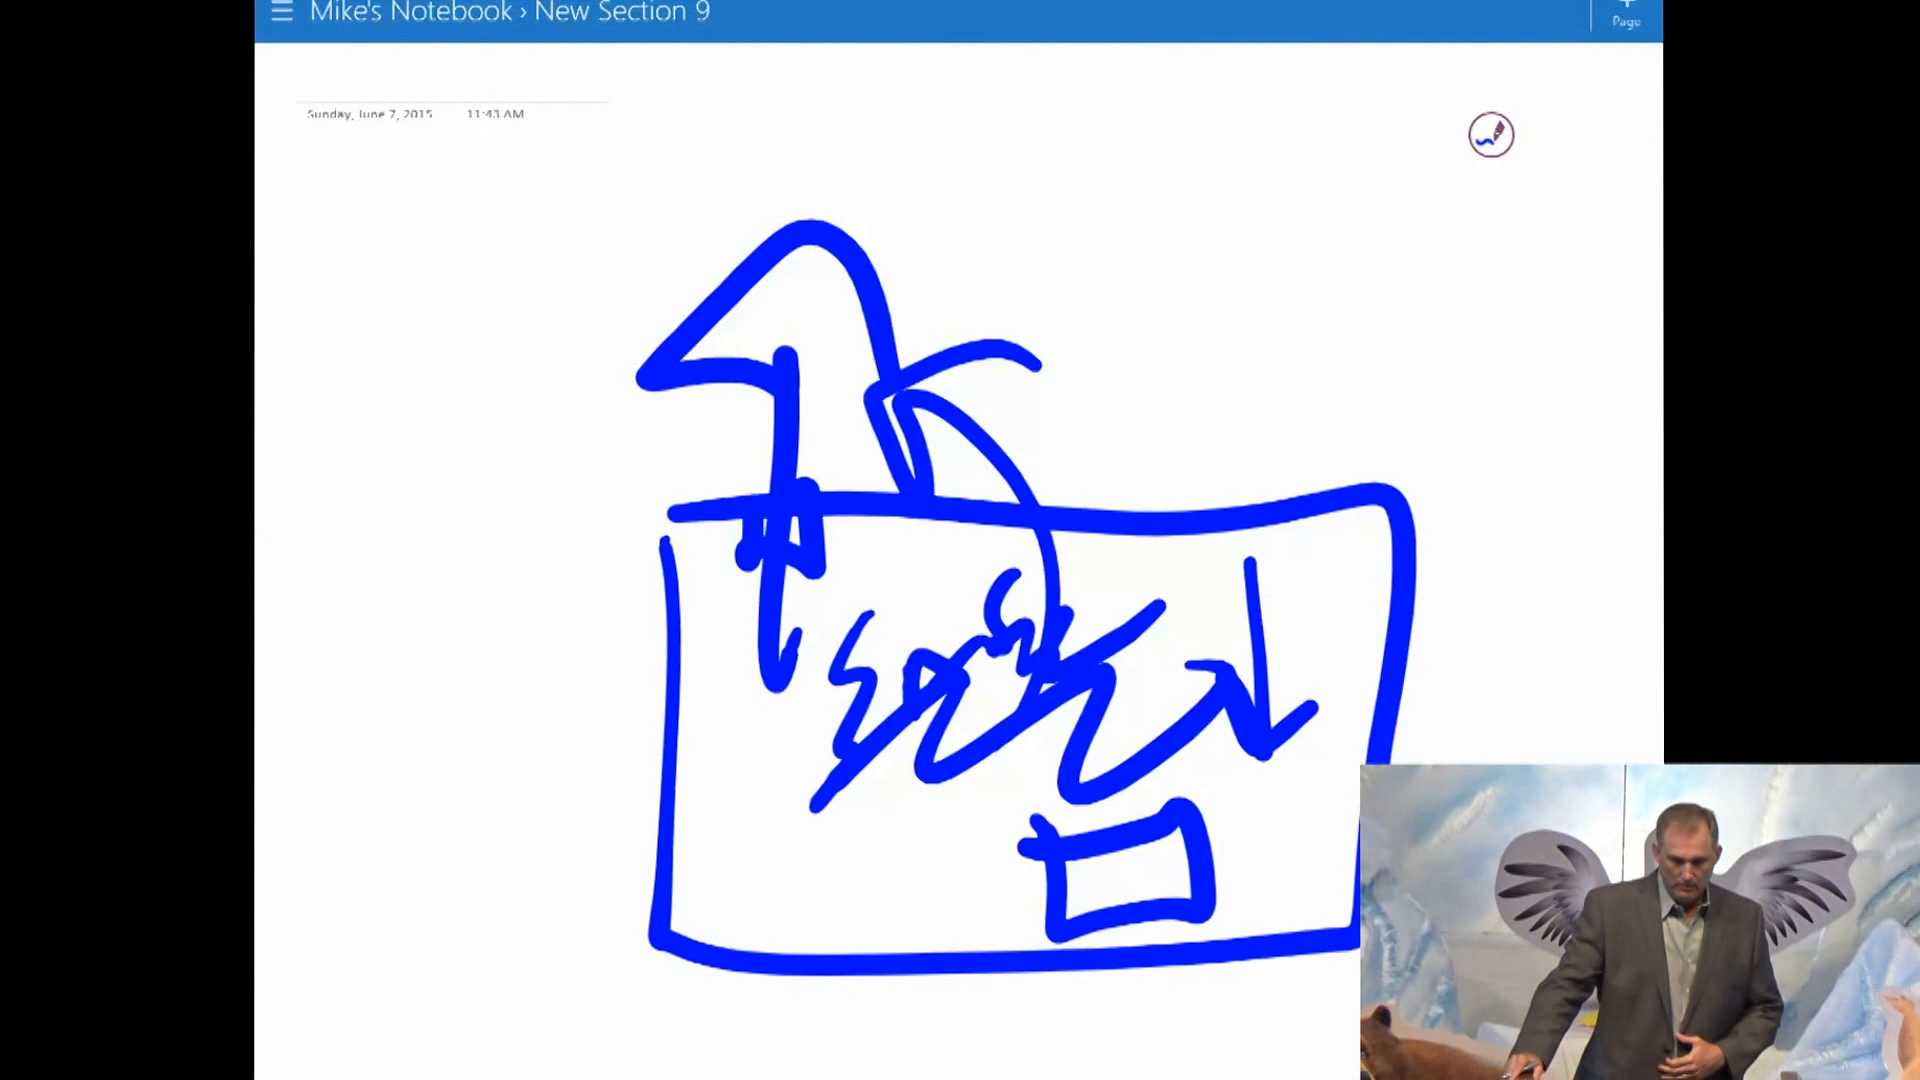 Mike's Notebook › New Section 9
Page
Sunday, June 7, 2015 11:43 AM